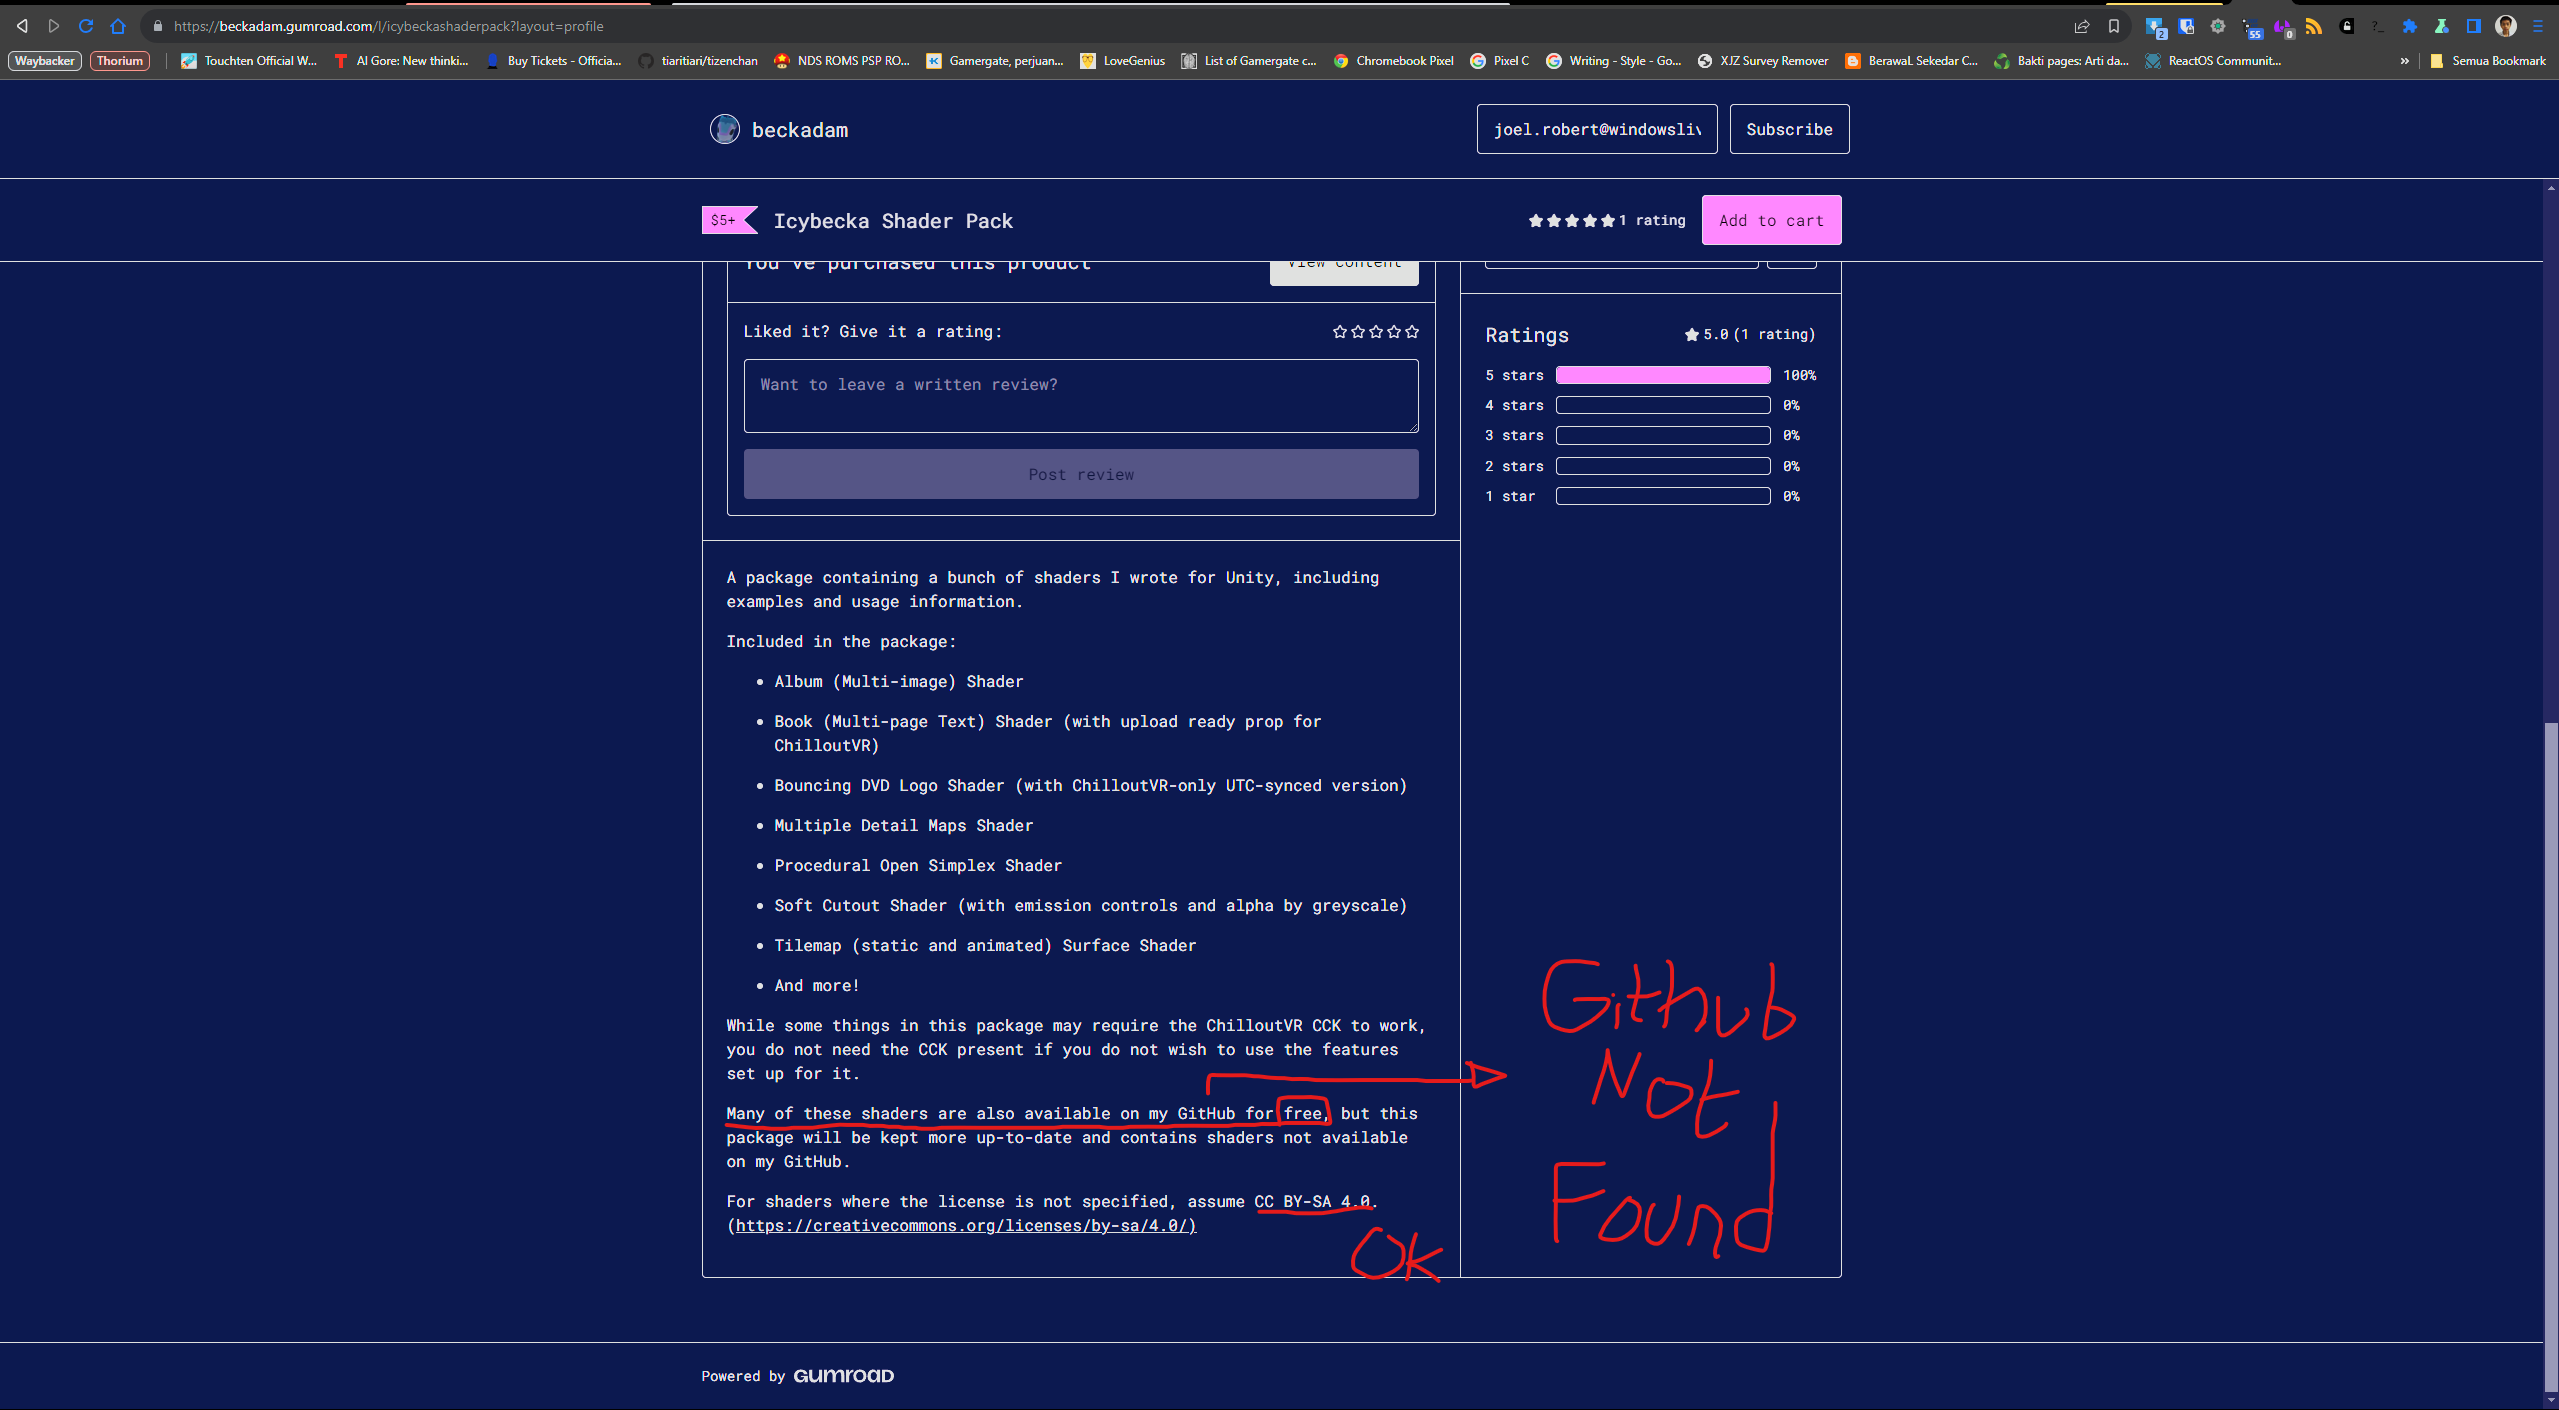 https://beckadam.gumroad.com/l/icybeckashaderpack?layout=profile
2
55
0
Waybacker
Thorium
Touchten Official W...
Al Gore: New thinki...
Buy Tickets - Officia...
tiaritiari/tizenchan
NDS ROMS PSP RO...
Gamergate, perjuan...
LoveGenius
List of Gamergate c...
Chromebook Pixel
Pixel C
Writing - Style - Go...
XJZ Survey Remover
BerawaL Sekedar C...
Bakti pages: Arti da...
ReactOS Communit...
»
Semua Bookmark
beckadam
joel.robert@windowsliv
Subscribe
$5+
Icybecka Shader Pack
1 rating
Add to cart
You've purchased this product
View content
Liked it? Give it a rating:
Want to leave a written review?
Post review
Ratings
5.0 (1 rating)
5 stars 100%
4 stars 0%
3 stars 0%
2 stars 0%
1 star 0%
A package containing a bunch of shaders I wrote for Unity, including
examples and usage information.
Included in the package:
• Album (Multi-image) Shader
• Book (Multi-page Text) Shader (with upload ready prop for
ChilloutVR)
• Bouncing DVD Logo Shader (with ChilloutVR-only UTC-synced version)
• Multiple Detail Maps Shader
• Procedural Open Simplex Shader
• Soft Cutout Shader (with emission controls and alpha by greyscale)
• Tilemap (static and animated) Surface Shader
• And more!
While some things in this package may require the ChilloutVR CCK to work,
you do not need the CCK present if you do not wish to use the features
set up for it.
Many of these shaders are also available on my GitHub for free, but this
package will be kept more up-to-date and contains shaders not available
on my GitHub.
For shaders where the license is not specified, assume CC BY-SA 4.0.
(https://creativecommons.org/licenses/by-sa/4.0/)
OK
Github
Not
Found
Powered by GUMROAD